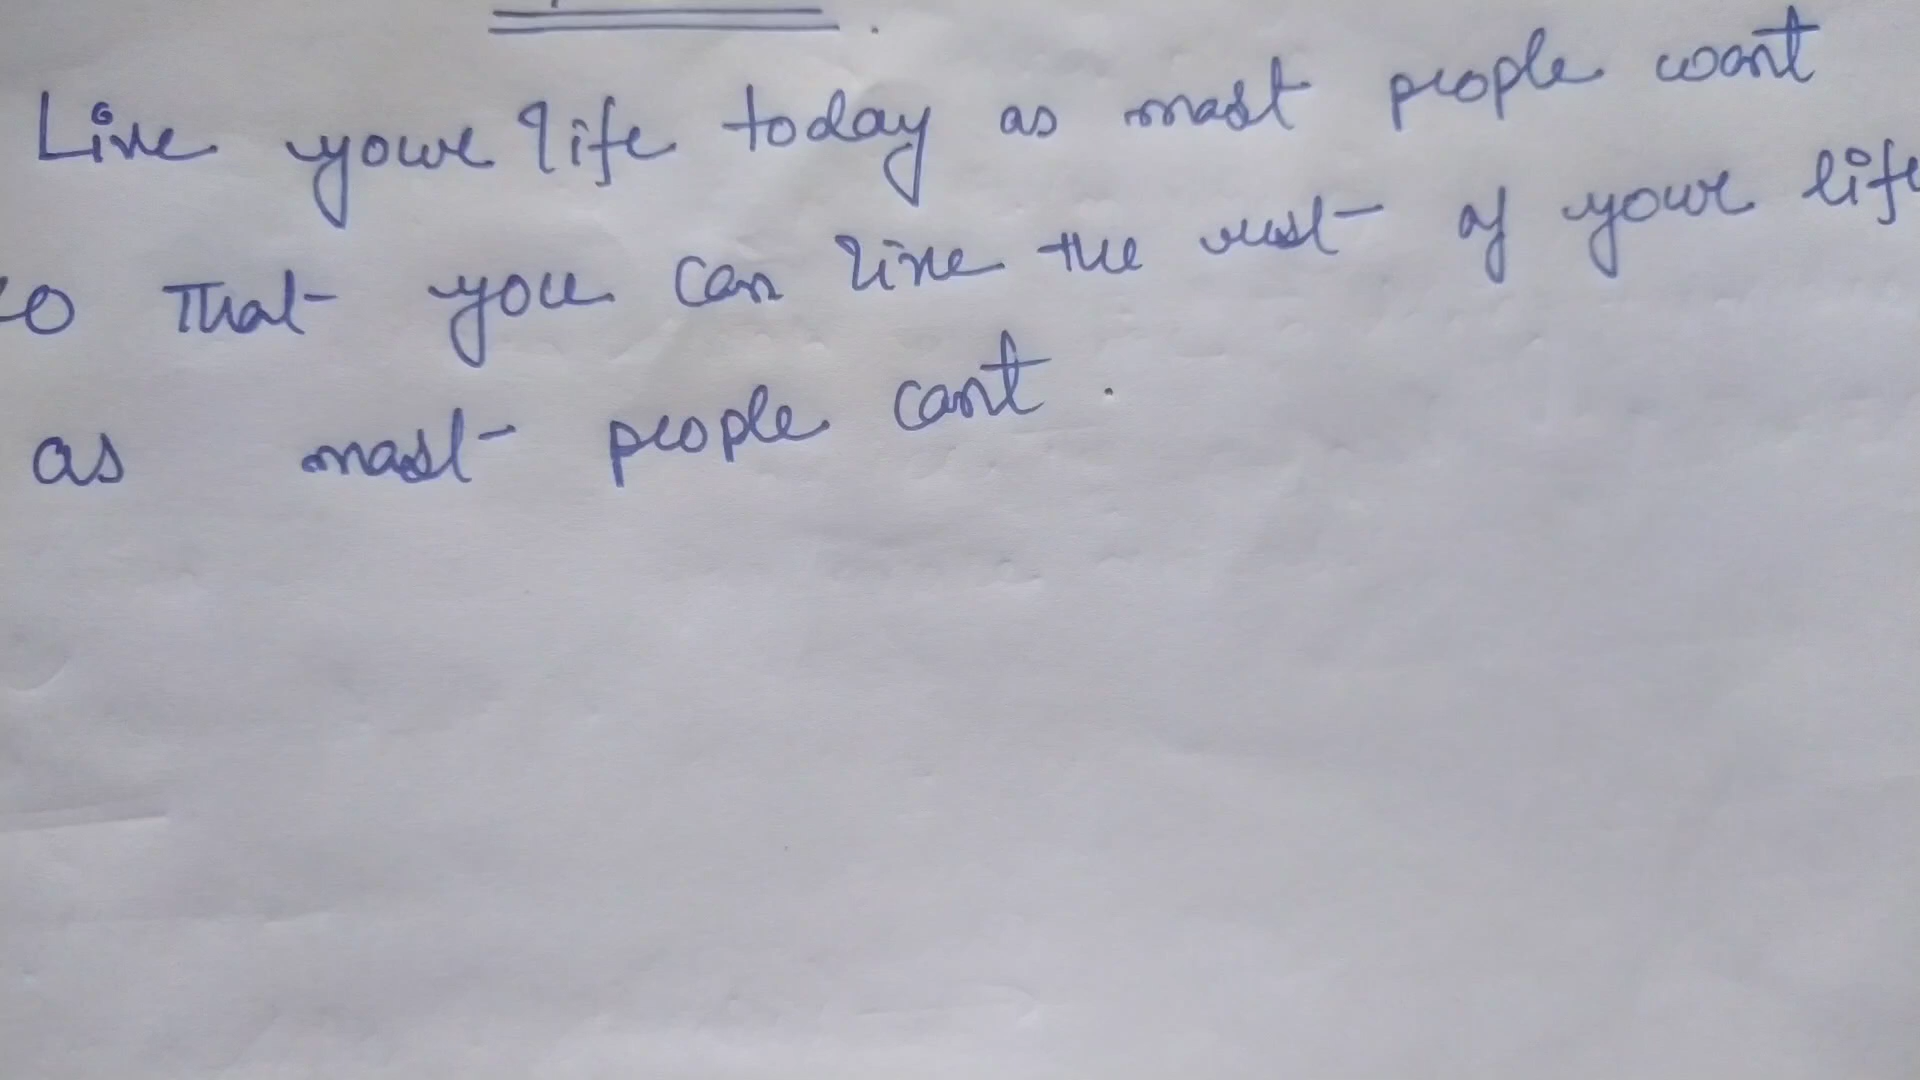 Live your life today as most people wont
so that you can live the rest of your life
as most people cant.